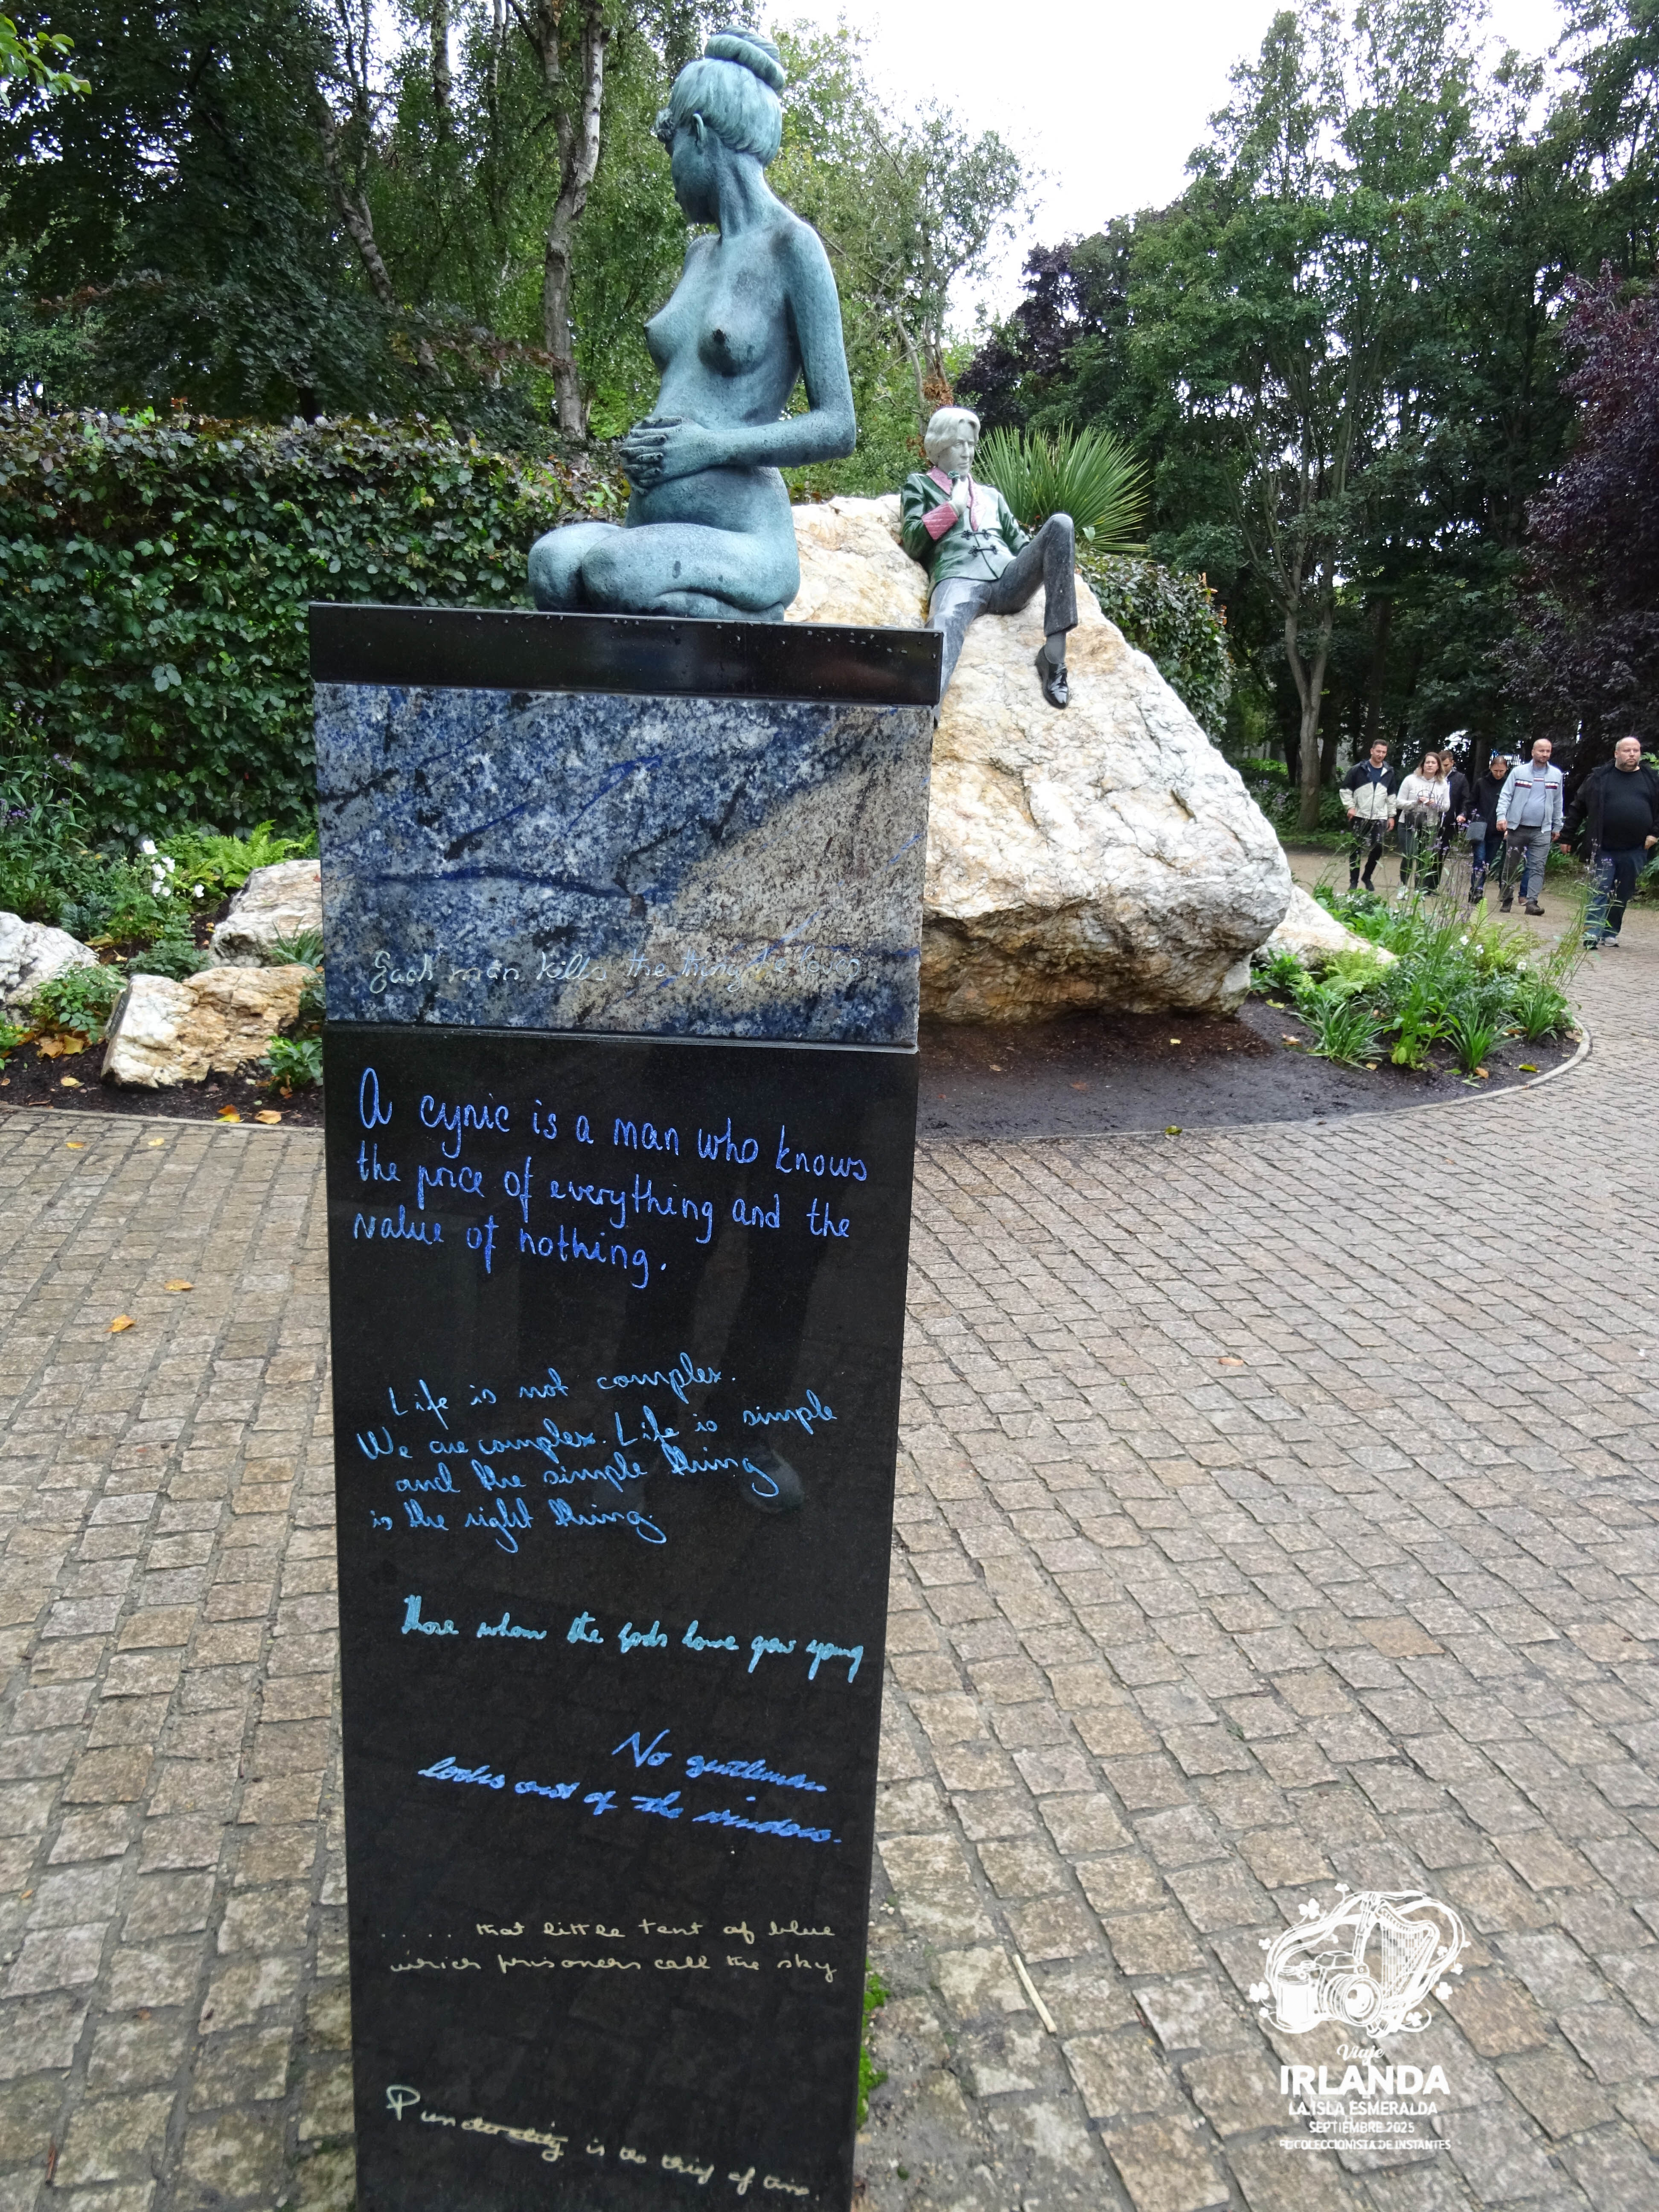 Each man kills the thing he loves.
A cynic is a man who knows
the price of everything and the
value of nothing.
Life is not complex.
We are complex. Life is simple
and the simple thing
is the right thing.
Those whom the gods love grow young
No gentleman
looks out of the window.
..... that little tent of blue
which prisoners call the sky
Punctuality is the thief of time.
Viaje
IRLANDA
LA ISLA ESMERALDA
SEPTIEMBRE 2025
EL COLECCIONISTA DE INSTANTES